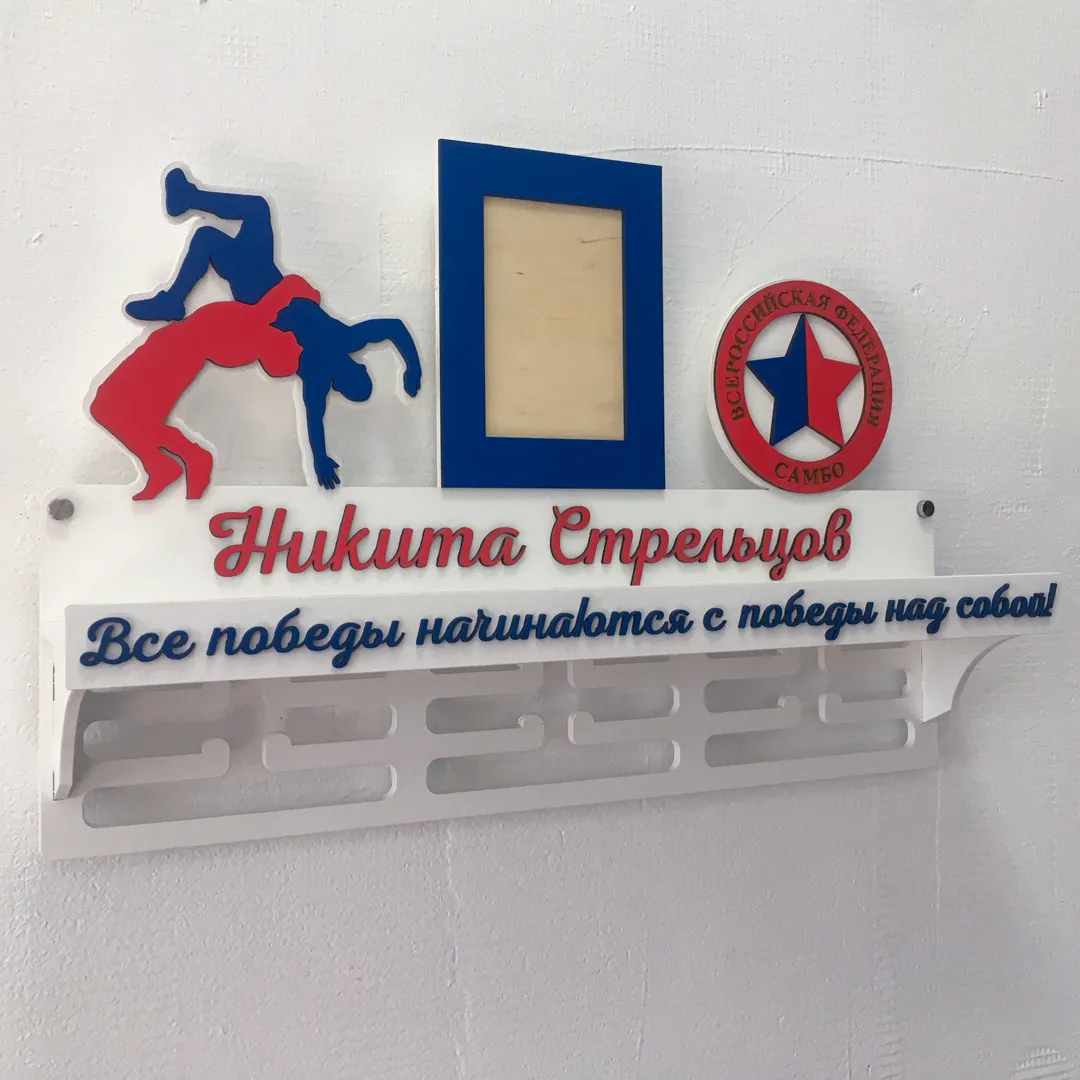 ВСЕРОССИЙСКАЯ ФЕДЕРАЦИЯ
САМБО
Никита Стрельцов
Все победы начинаются с победы над собой!